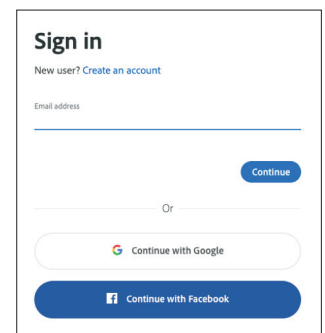 Sign in
New user? Create an account
Email address
Continue
Or
Continue with Google
Continue with Facebook